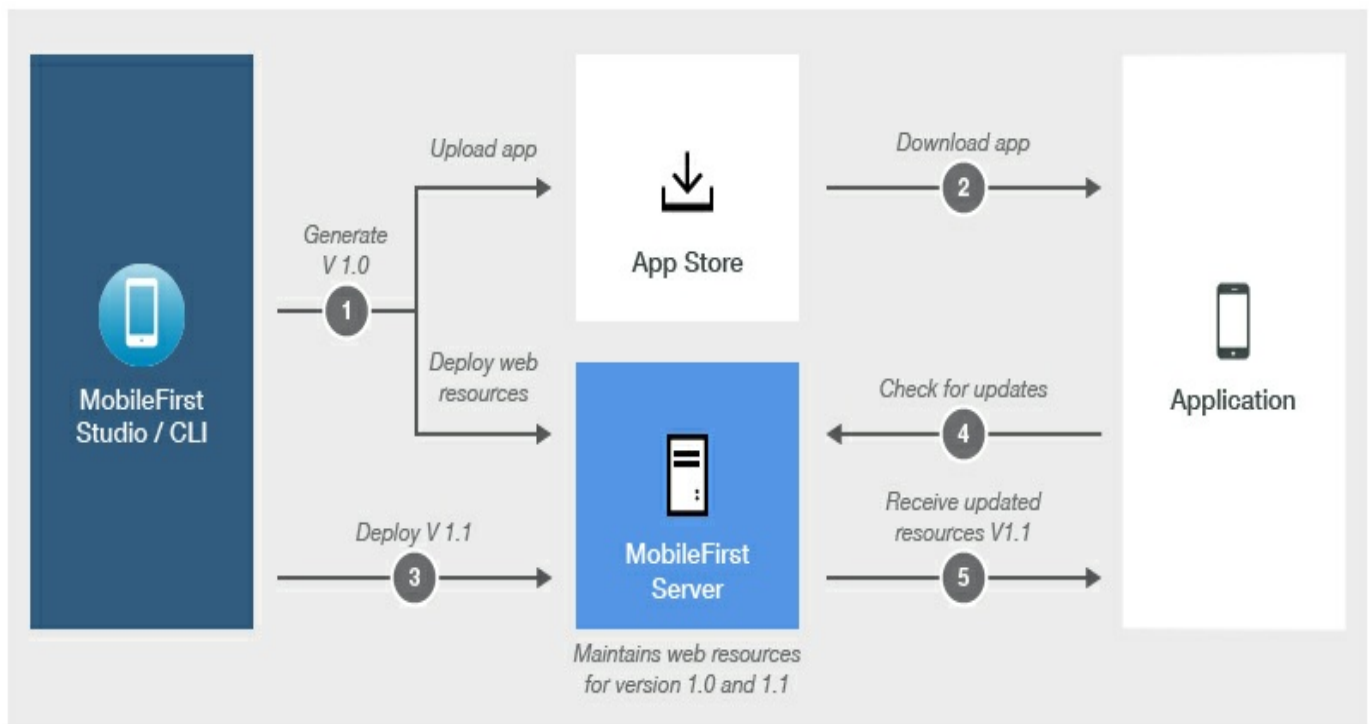 MobileFirst
Studio / CLI
Generate
V 1.0
1
Upload app
Deploy web
resources
Deploy V 1.1
3
App Store
MobileFirst
Server
Maintains web resources
for version 1.0 and 1.1
Download app
2
Check for updates
4
Receive updated
resources V1.1
5
Application